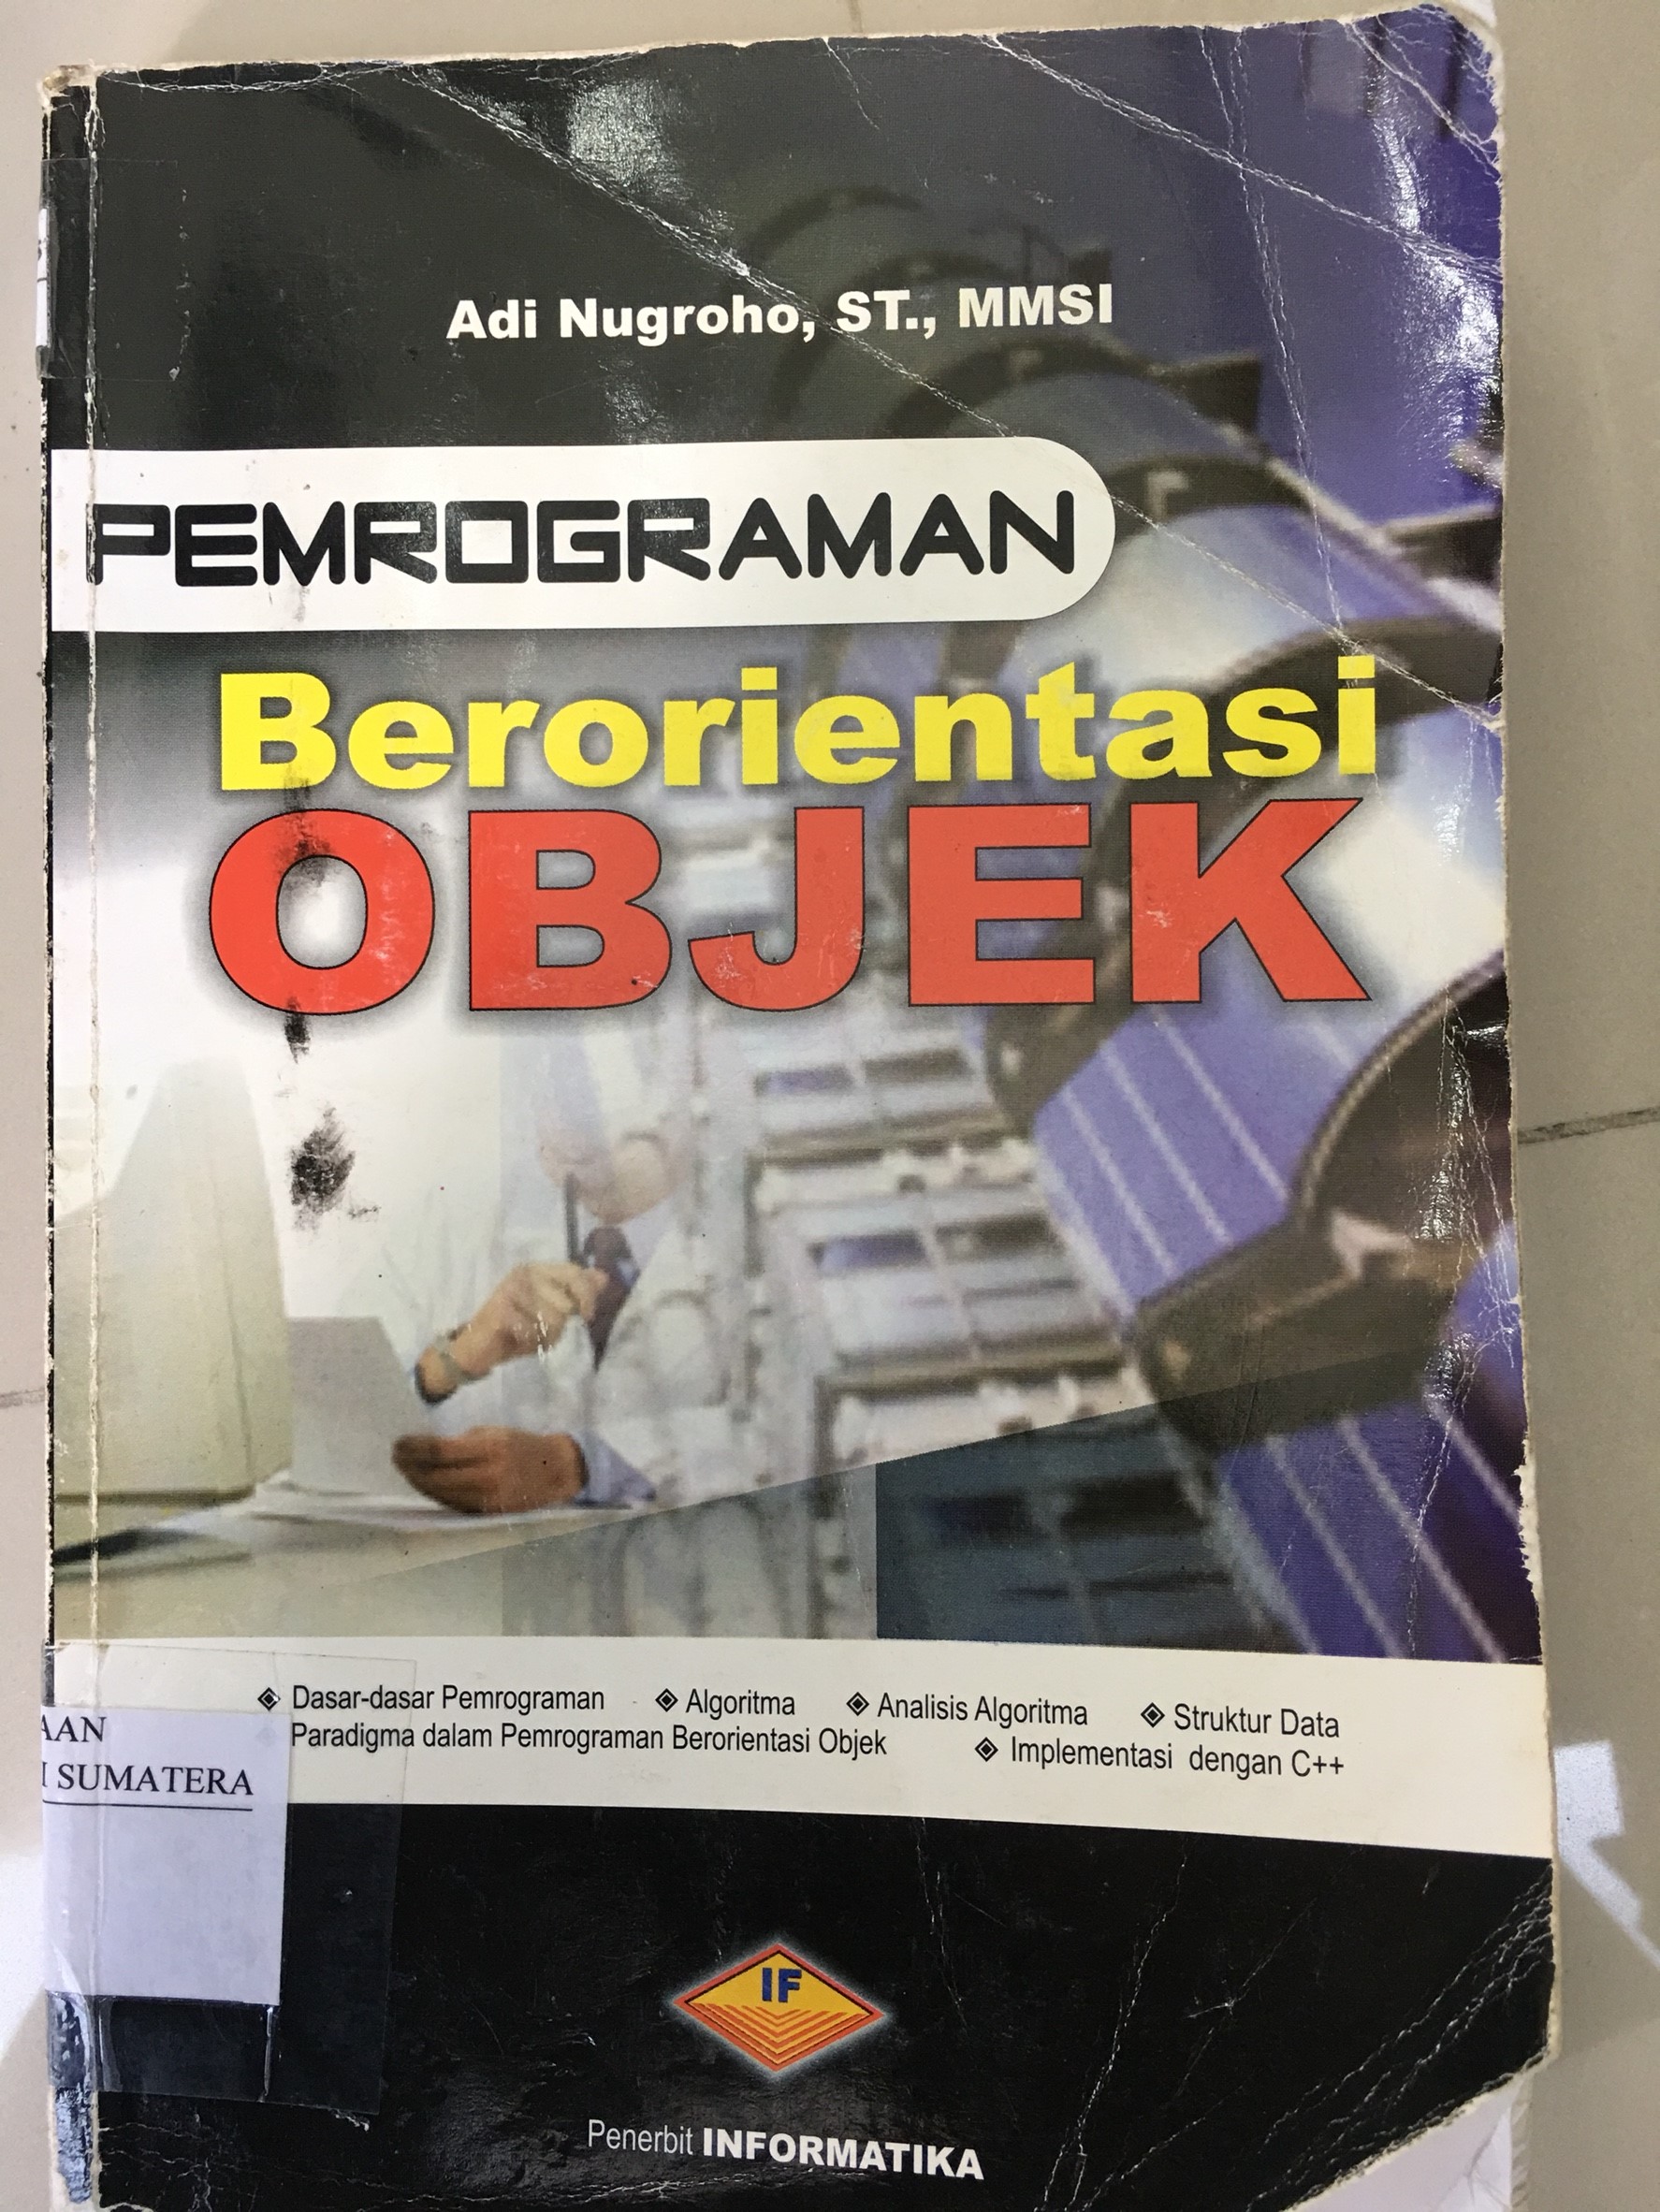 Adi Nugroho, ST., MMSI
PEMROGRAMAN
Berorientasi
OBJEK
Dasar-dasar Pemrograman Algoritma Analisis Algoritma Struktur Data
Paradigma dalam Pemrograman Berorientasi Objek Implementasi dengan C++
AAN
I SUMATERA
IF
Penerbit INFORMATIKA